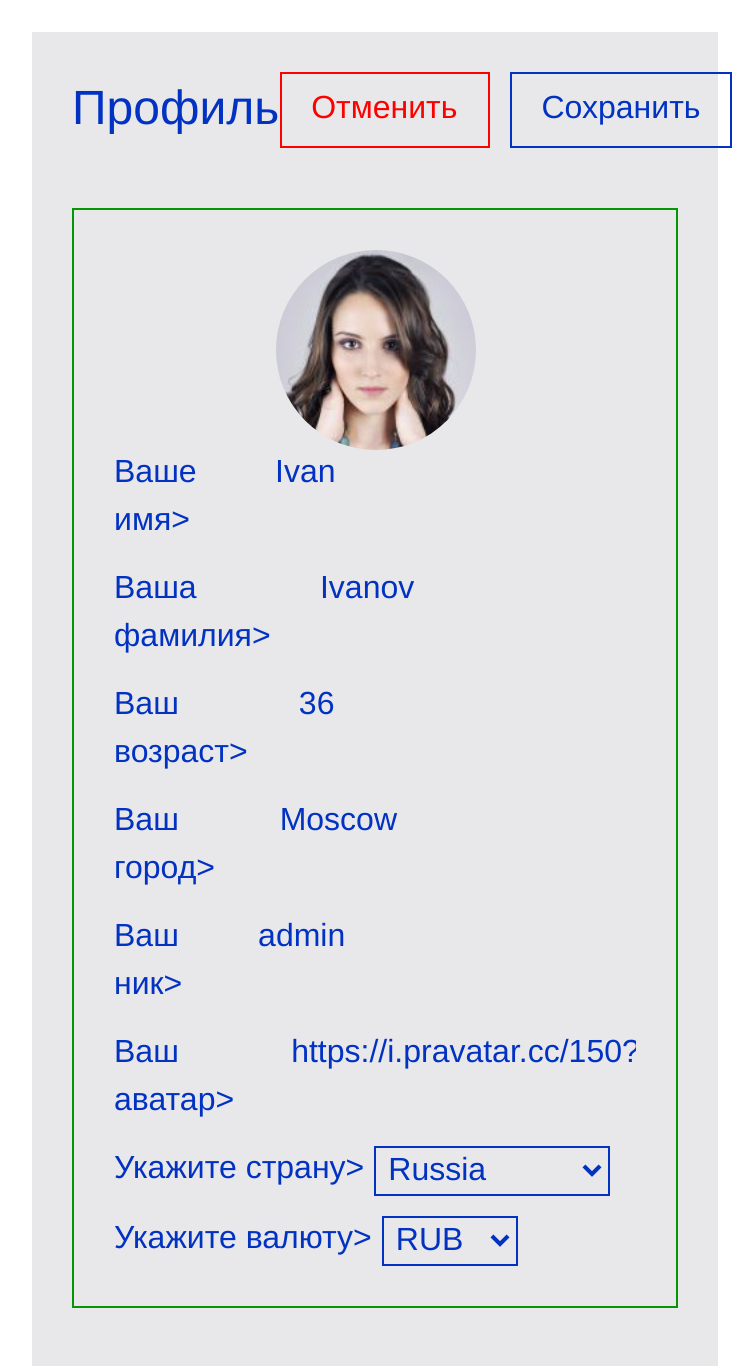 Профиль Отменить Сохранить
Ваше Ivan
имя>
Ваша Ivanov
фамилия>
Ваш 36
возраст>
Ваш Moscow
город>
Ваш admin
ник>
Ваш https://i.pravatar.cc/150?
аватар>
Укажите страну> Russia
Укажите валюту> RUB